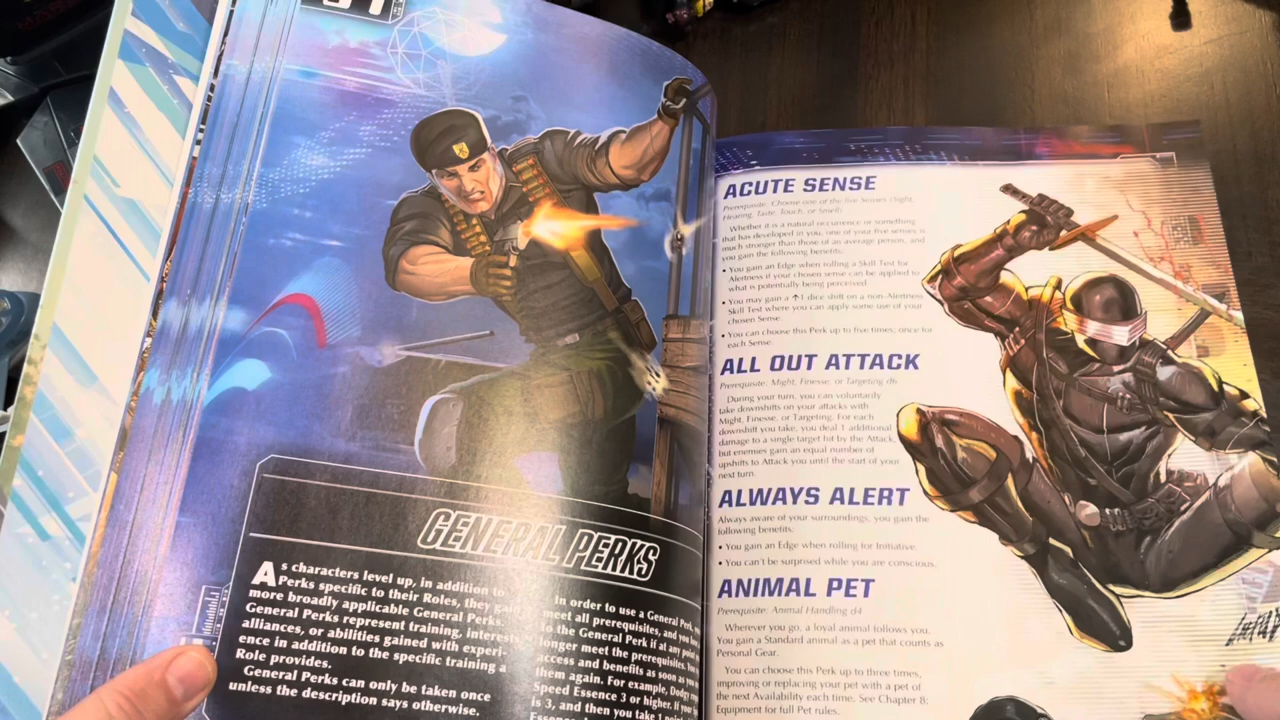 GENERAL PERKS
As characters level up, in addition to
Perks specific to their Roles, they gain
more broadly applicable General Perks.
General Perks represent training, interests,
alliances, or abilities gained with experi-
ence in addition to the specific training a
Role provides.
General Perks can only be taken once
unless the description says otherwise.
In order to use a General Perk,
meet all prerequisites, and you
to the General Perk if at any point
longer meet the prerequisites. You
access and benefits as soon as you
them again. For example, Dodgy
Speed Essence 3 or higher. If your
is 3, and then you take 1 point
Essence
ACUTE SENSE
Prerequisite: Choose one of the five Senses (Sight,
Hearing, Taste, Touch, or Smell)
Whether it is a natural occurrence or something
that has developed in you, one of your five senses is
much stronger than those of an average person, and
you gain the following benefits:
• You gain an Edge when rolling a Skill Test for
Alertness if your chosen sense can be applied to
what is potentially being perceived.
• You may gain a ↑1 dice shift on a non-Alertness
Skill Test where you can apply some use of your
chosen Sense.
• You can choose this Perk up to five times; once for
each Sense.
ALL OUT ATTACK
Prerequisite: Might, Finesse, or Targeting d6
During your turn, you can voluntarily
take downshifts on your attacks with
Might, Finesse, or Targeting. For each
downshift you take, you deal 1 additional
damage to a single target hit by the Attack,
but enemies gain an equal number of
upshifts to Attack you until the start of your
next turn.
ALWAYS ALERT
Always aware of your surroundings, you gain the
following benefits:
• You gain an Edge when rolling for Initiative.
• You can't be surprised while you are conscious.
ANIMAL PET
Prerequisite: Animal Handling d4
Wherever you go, a loyal animal follows you.
You gain a Standard animal as a pet that counts as
Personal Gear.
You can choose this Perk up to three times,
improving or replacing your pet with a pet of
the next Availability each time. See Chapter 8:
Equipment for full Pet rules.